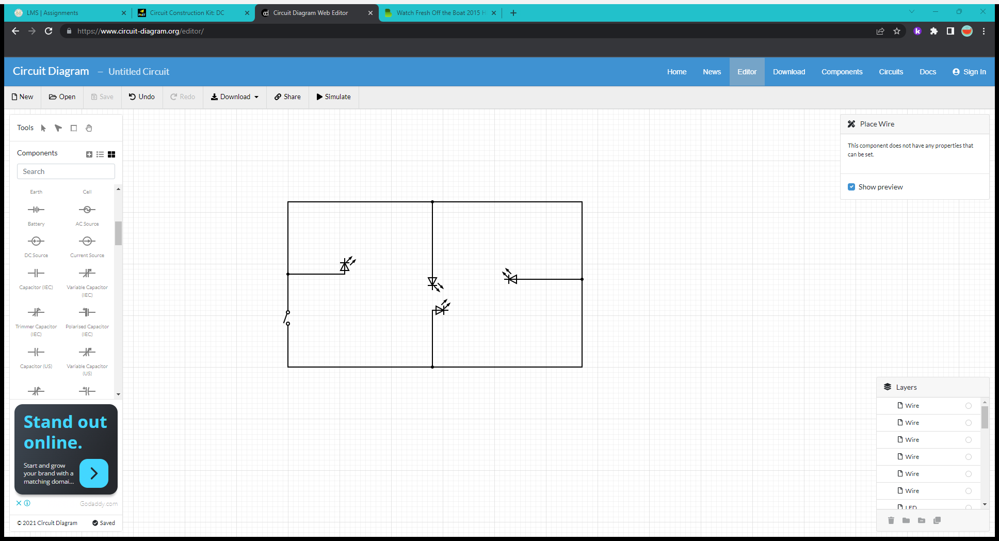 LMS | Assignments
Circuit Construction Kit: DC
Circuit Diagram Web Editor
Watch Fresh Off the Boat 2015 H
https://www.circuit-diagram.org/editor/
Circuit Diagram – Untitled Circuit
Home News Editor Download Components Circuits Docs Sign In
New Open Save Undo Redo Download Share Simulate
Tools
Components
Search
Earth Cell
Battery AC Source
DC Source Current Source
Capacitor (IEC) Variable Capacitor
(IEC)
Trimmer Capacitor Polarised Capacitor
(IEC) (IEC)
Capacitor (US) Variable Capacitor
(US)
Stand out
online.
Start and grow
your brand with a
matching domai...
Godaddy.com
© 2021 Circuit Diagram Saved
Place Wire
This component does not have any properties that
can be set.
Show preview
Layers
Wire
Wire
Wire
Wire
Wire
Wire
LED